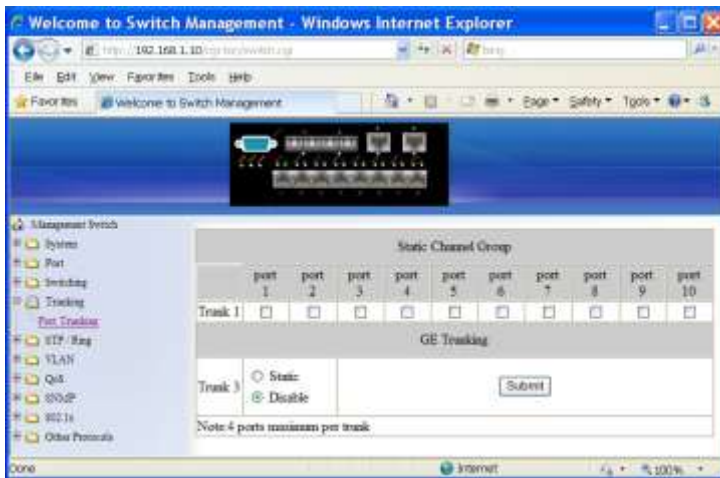 Welcome to Switch Management - Windows Internet Explorer
192.168.1.10
File Edit View Favorites Tools Help
Favorites Welcome to Switch Management Page Safety Tools
Management Switch
System
Port
Switching
Trunking
Port Trunking
STP / Ring
VLAN
QoS
SNMP
802.1x
Other Protocols
Static Channel Group
port 1 port 2 port 3 port 4 port 5 port 6 port 7 port 8 port 9 port 10
Trunk 1
GE Trunking
Trunk 3
Static
Disable
Submit
Note:4 ports maximum per trunk
Done Internet 100%